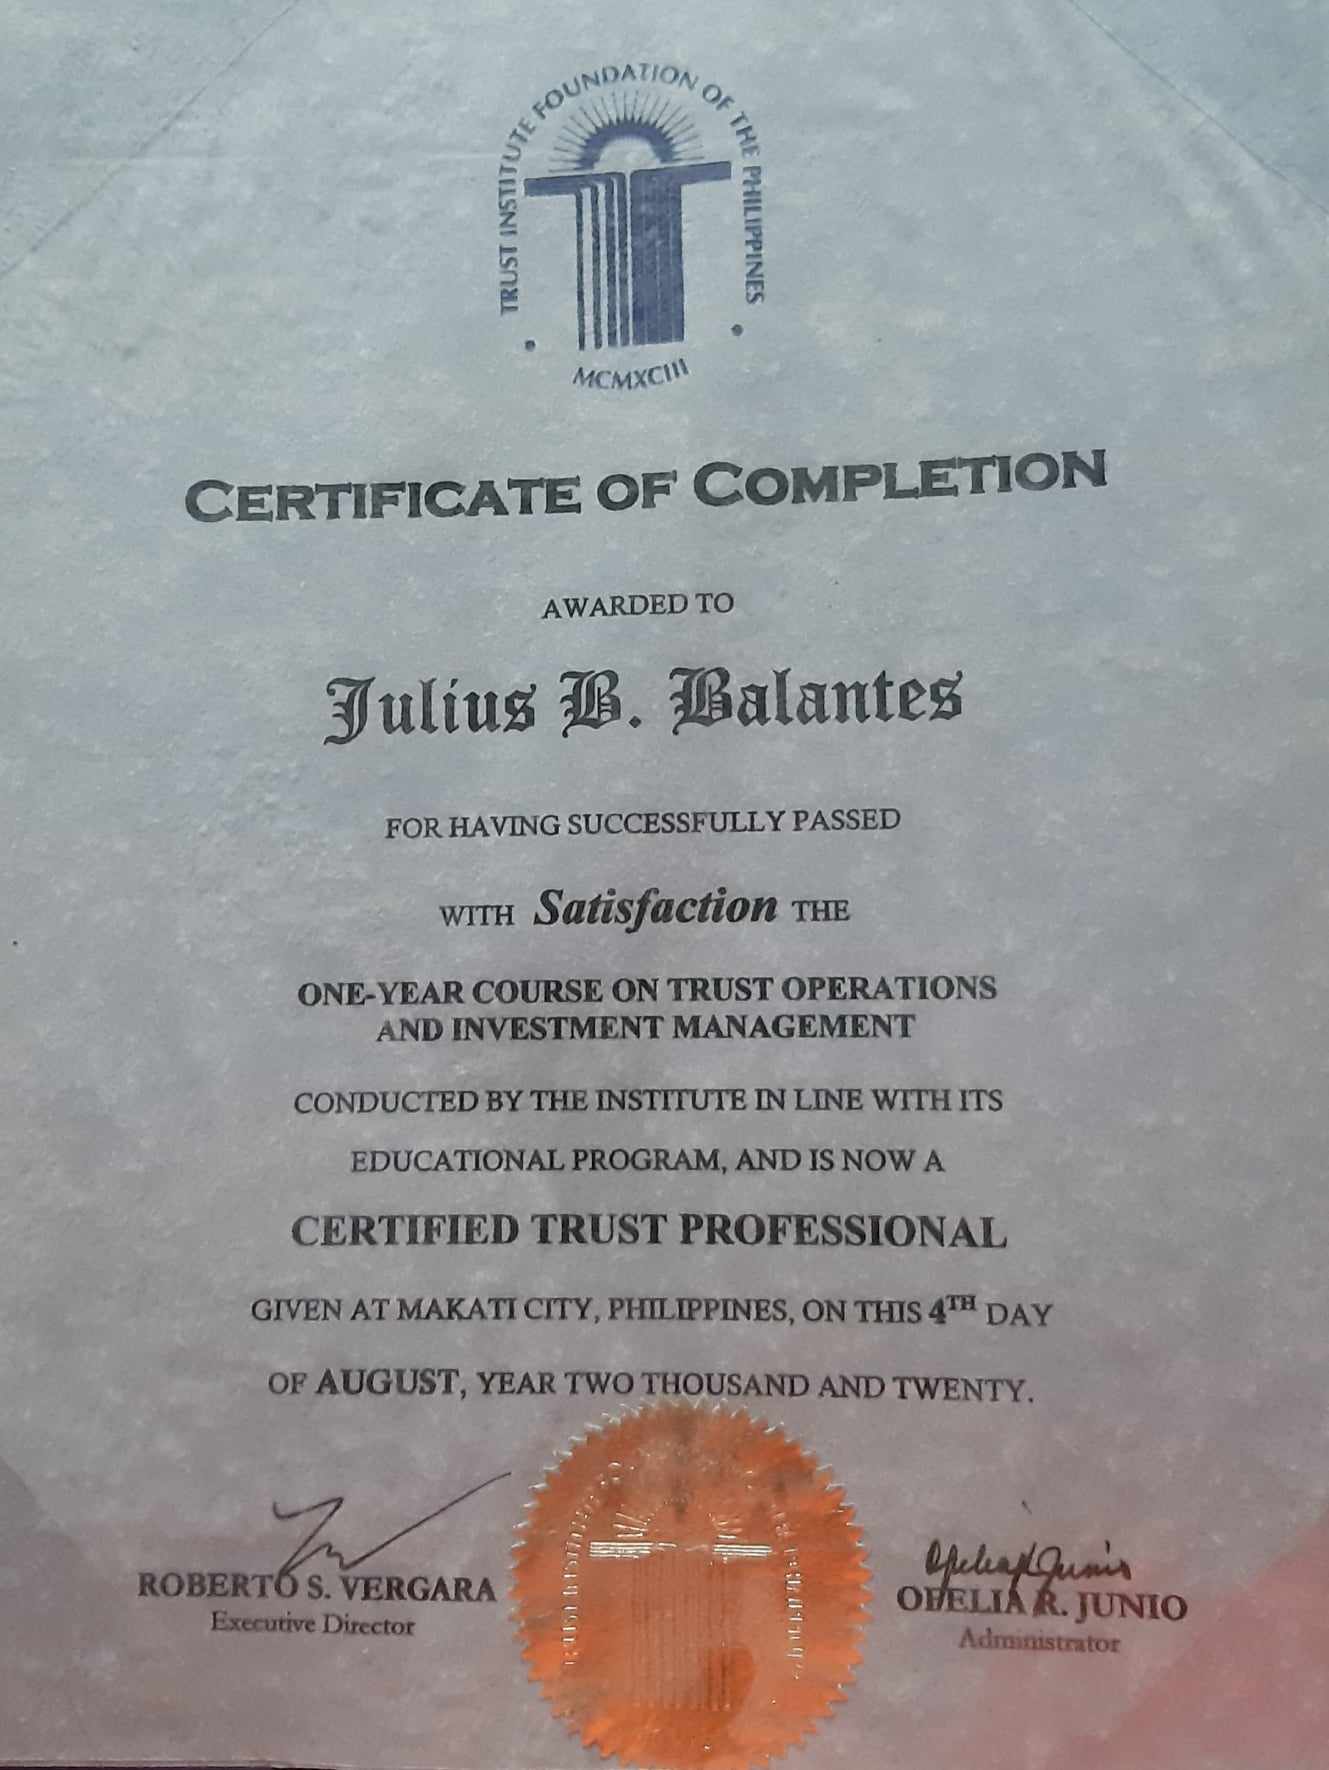 TRUST INSTITUTE FOUNDATION OF THE PHILIPPINES
MCMXCIII
CERTIFICATE OF COMPLETION
AWARDED TO
Julius B. Balantes
FOR HAVING SUCCESSFULLY PASSED
WITH Satisfaction THE
ONE-YEAR COURSE ON TRUST OPERATIONS
AND INVESTMENT MANAGEMENT
CONDUCTED BY THE INSTITUTE IN LINE WITH ITS
EDUCATIONAL PROGRAM, AND IS NOW A
CERTIFIED TRUST PROFESSIONAL
GIVEN AT MAKATI CITY, PHILIPPINES, ON THIS 4TH DAY
OF AUGUST, YEAR TWO THOUSAND AND TWENTY.
ROBERTO S. VERGARA
Executive Director
OFELIA R. JUNIO
Administrator